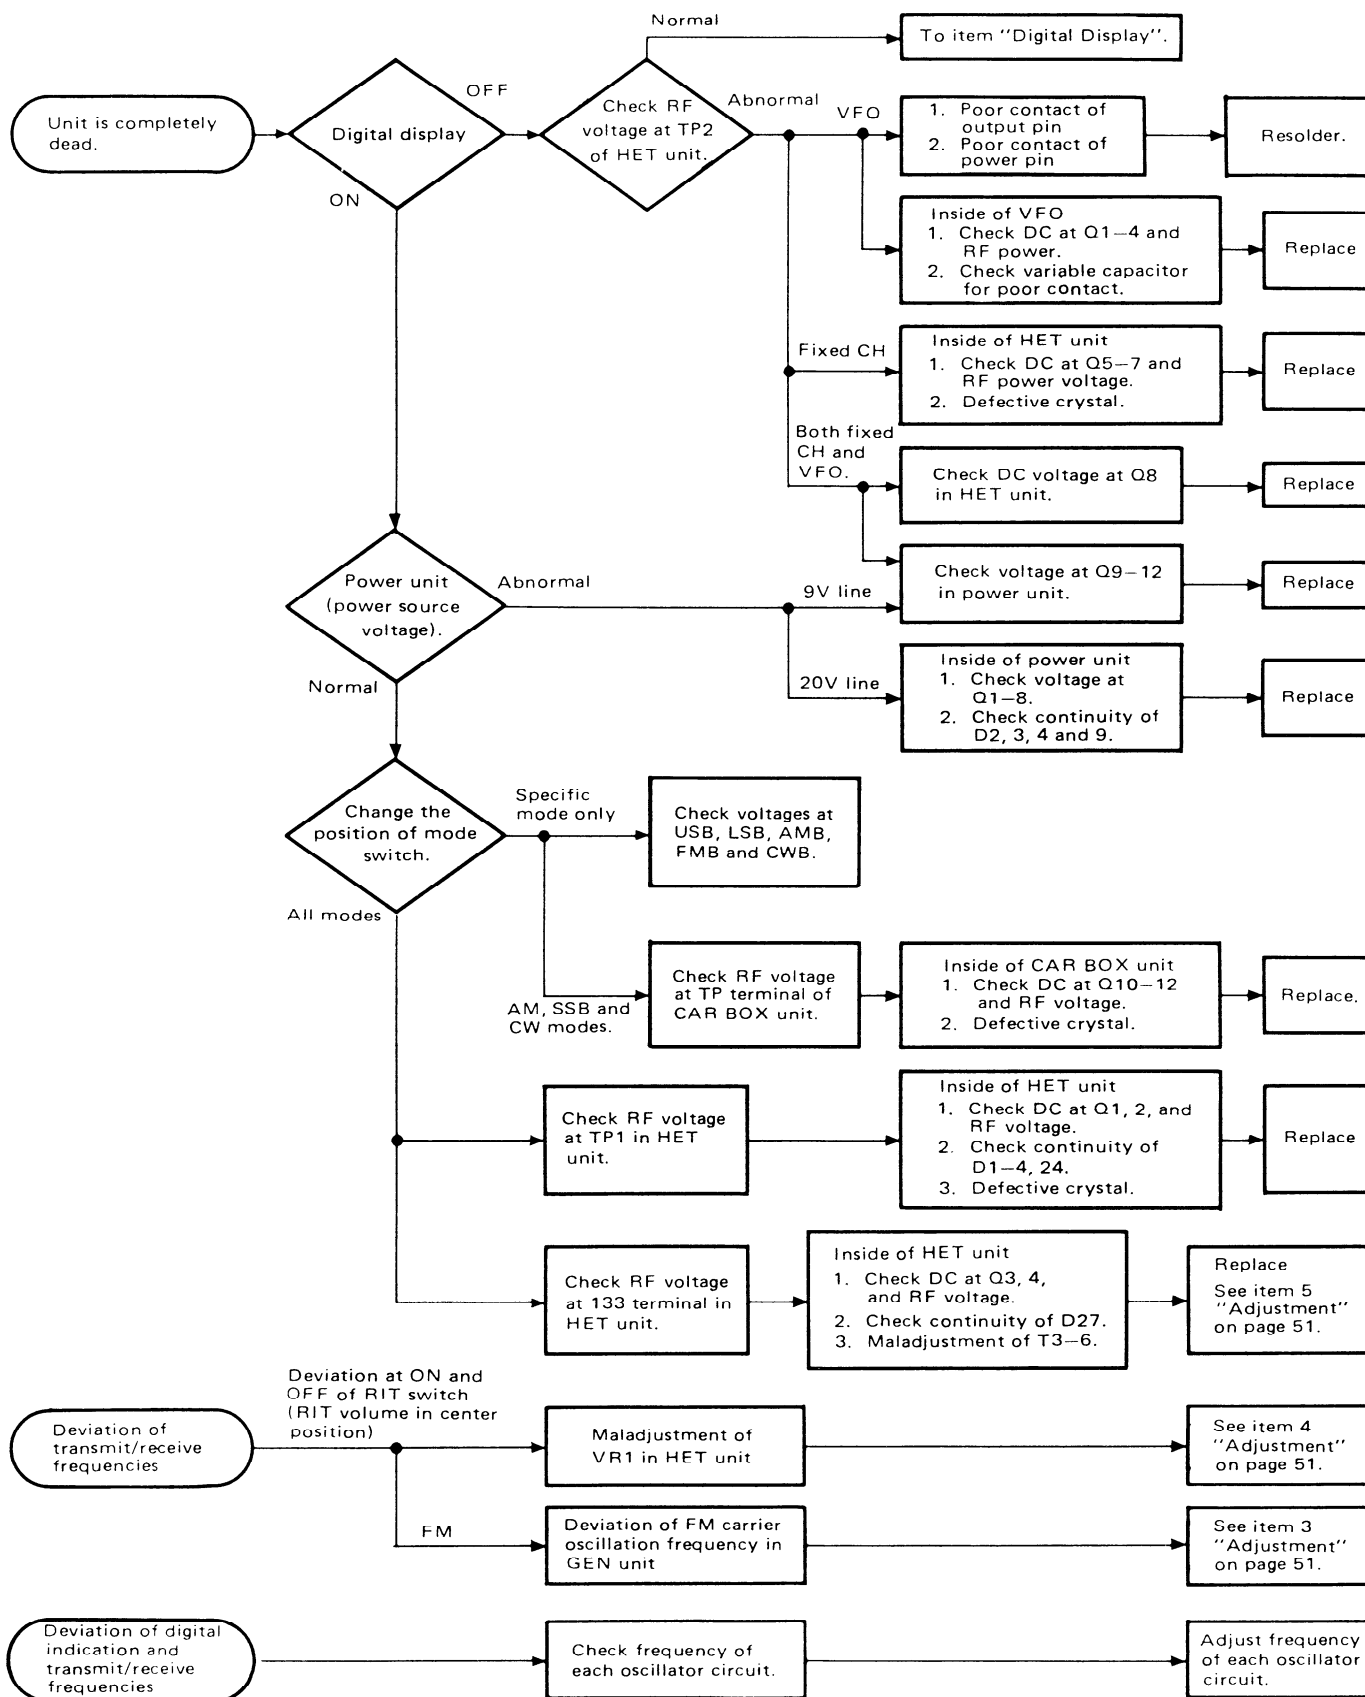 Normal
To item "Digital Display".
Unit is completely
dead.
Digital display
OFF
ON
Check RF
voltage at TP2
of HET unit.
Abnormal
VFO
1. Poor contact of
output pin
2. Poor contact of
power pin
Resolder.
Inside of VFO
1. Check DC at Q1–4 and
RF power.
2. Check variable capacitor
for poor contact.
Replace
Fixed CH
Inside of HET unit
1. Check DC at Q5–7 and
RF power voltage.
2. Defective crystal.
Replace
Both fixed
CH and
VFO.
Check DC voltage at Q8
in HET unit.
Replace
Power unit
(power source
voltage).
Abnormal
Normal
9V line
Check voltage at Q9–12
in power unit.
Replace
20V line
Inside of power unit
1. Check voltage at
Q1–8.
2. Check continuity of
D2, 3, 4 and 9.
Replace
Change the
position of mode
switch.
Specific
mode only
Check voltages at
USB, LSB, AMB,
FMB and CWB.
All modes
AM, SSB and
CW modes.
Check RF voltage
at TP terminal of
CAR BOX unit.
Inside of CAR BOX unit
1. Check DC at Q10–12
and RF voltage.
2. Defective crystal.
Replace.
Check RF voltage
at TP1 in HET
unit.
Inside of HET unit
1. Check DC at Q1, 2, and
RF voltage.
2. Check continuity of
D1–4, 24.
3. Defective crystal.
Replace
Check RF voltage
at 133 terminal in
HET unit.
Inside of HET unit
1. Check DC at Q3, 4,
and RF voltage.
2. Check continuity of D27.
3. Maladjustment of T3–6.
Replace
See item 5
"Adjustment"
on page 51.
Deviation of
transmit/receive
frequencies
Deviation at ON and
OFF of RIT switch
(RIT volume in center
position)
Maladjustment of
VR1 in HET unit
See item 4
"Adjustment"
on page 51.
FM
Deviation of FM carrier
oscillation frequency in
GEN unit
See item 3
"Adjustment"
on page 51.
Deviation of digital
indication and
transmit/receive
frequencies
Check frequency of
each oscillator circuit.
Adjust frequency
of each oscillator
circuit.